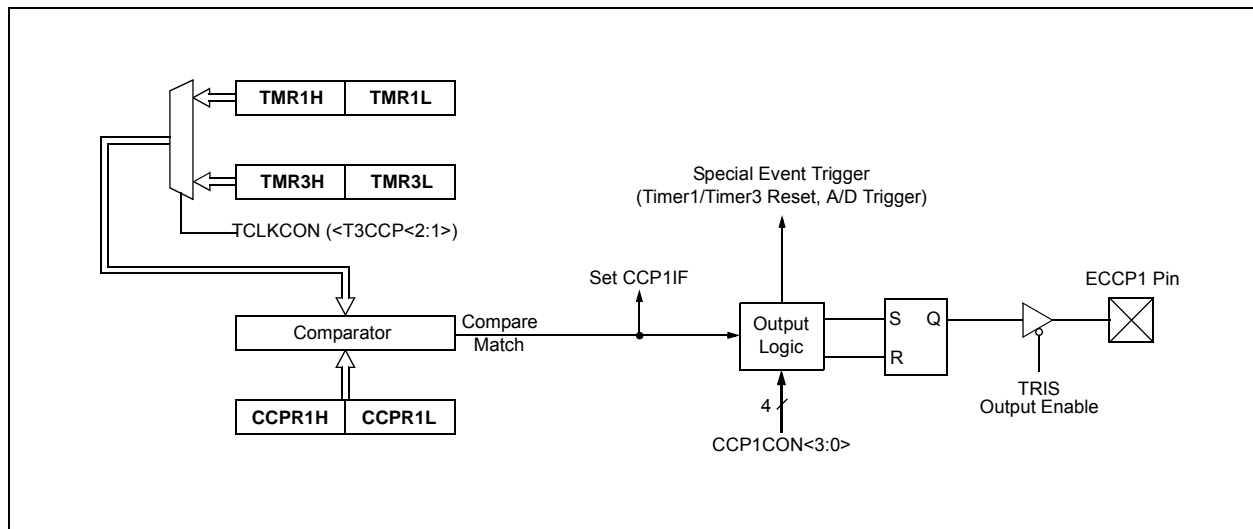 TMR1H TMR1L
TMR3H TMR3L
TCLKCON (<T3CCP<2:1>)
Special Event Trigger
(Timer1/Timer3 Reset, A/D Trigger)
Set CCP1IF
ECCP1 Pin
Comparator
Compare
Match
Output
Logic
S Q
R
TRIS
Output Enable
CCPR1H CCPR1L
4
CCP1CON<3:0>